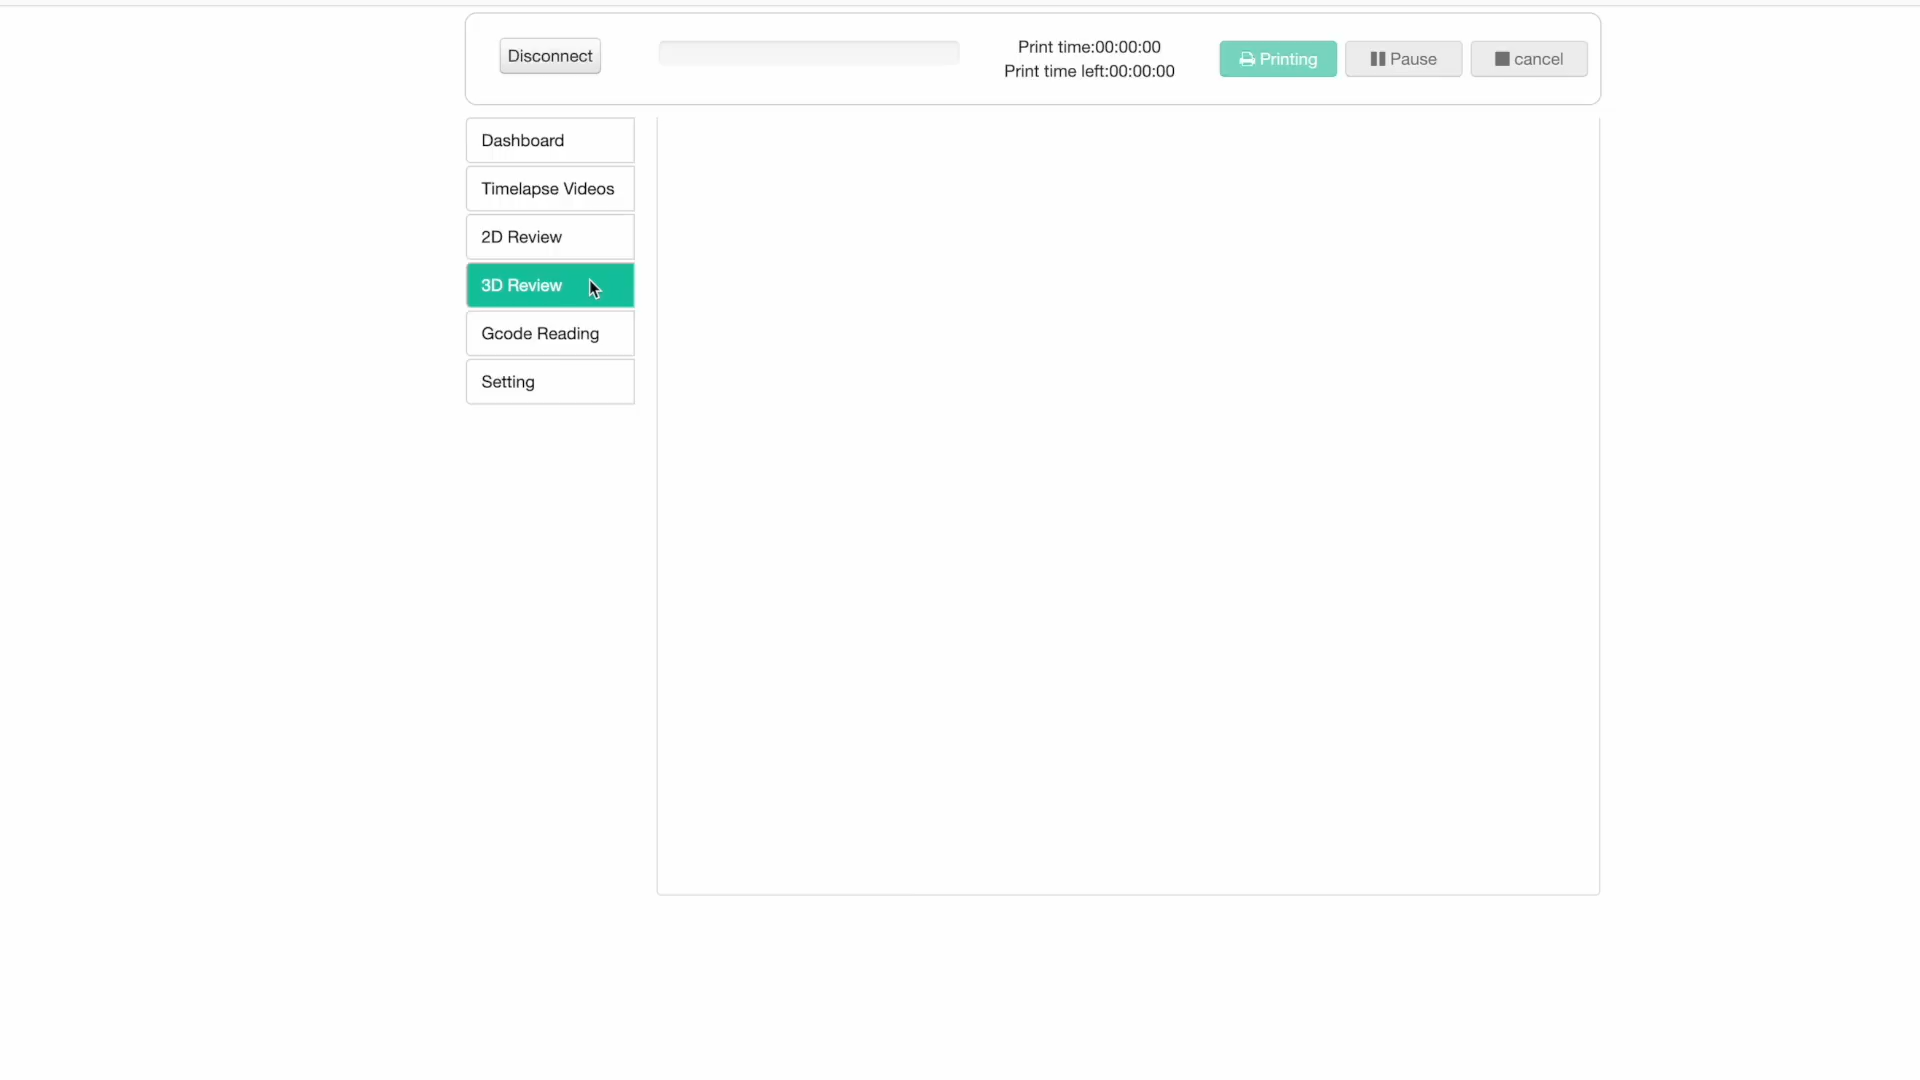 Disconnect
Print time:00:00:00
Print time left:00:00:00
Printing
Pause
cancel
Dashboard
Timelapse Videos
2D Review
3D Review
Gcode Reading
Setting